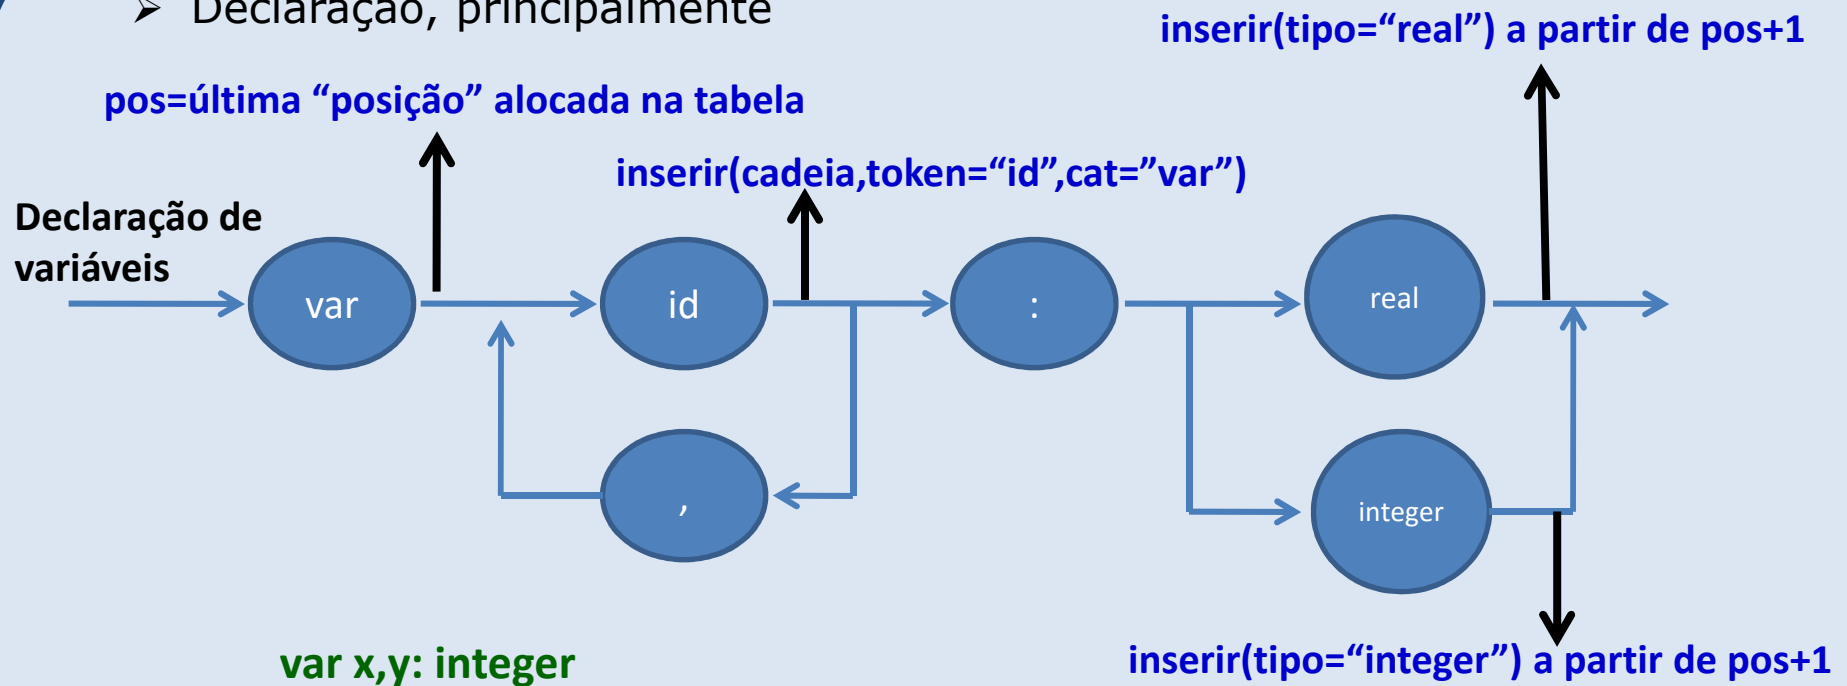 ➢ Declaração, principalmente
inserir(tipo=“real”) a partir de pos+1
pos=última “posição” alocada na tabela
inserir(cadeia,token=“id”,cat=”var”)
Declaração de
variáveis
var
id
:
real
,
integer
var x,y: integer
inserir(tipo=“integer”) a partir de pos+1